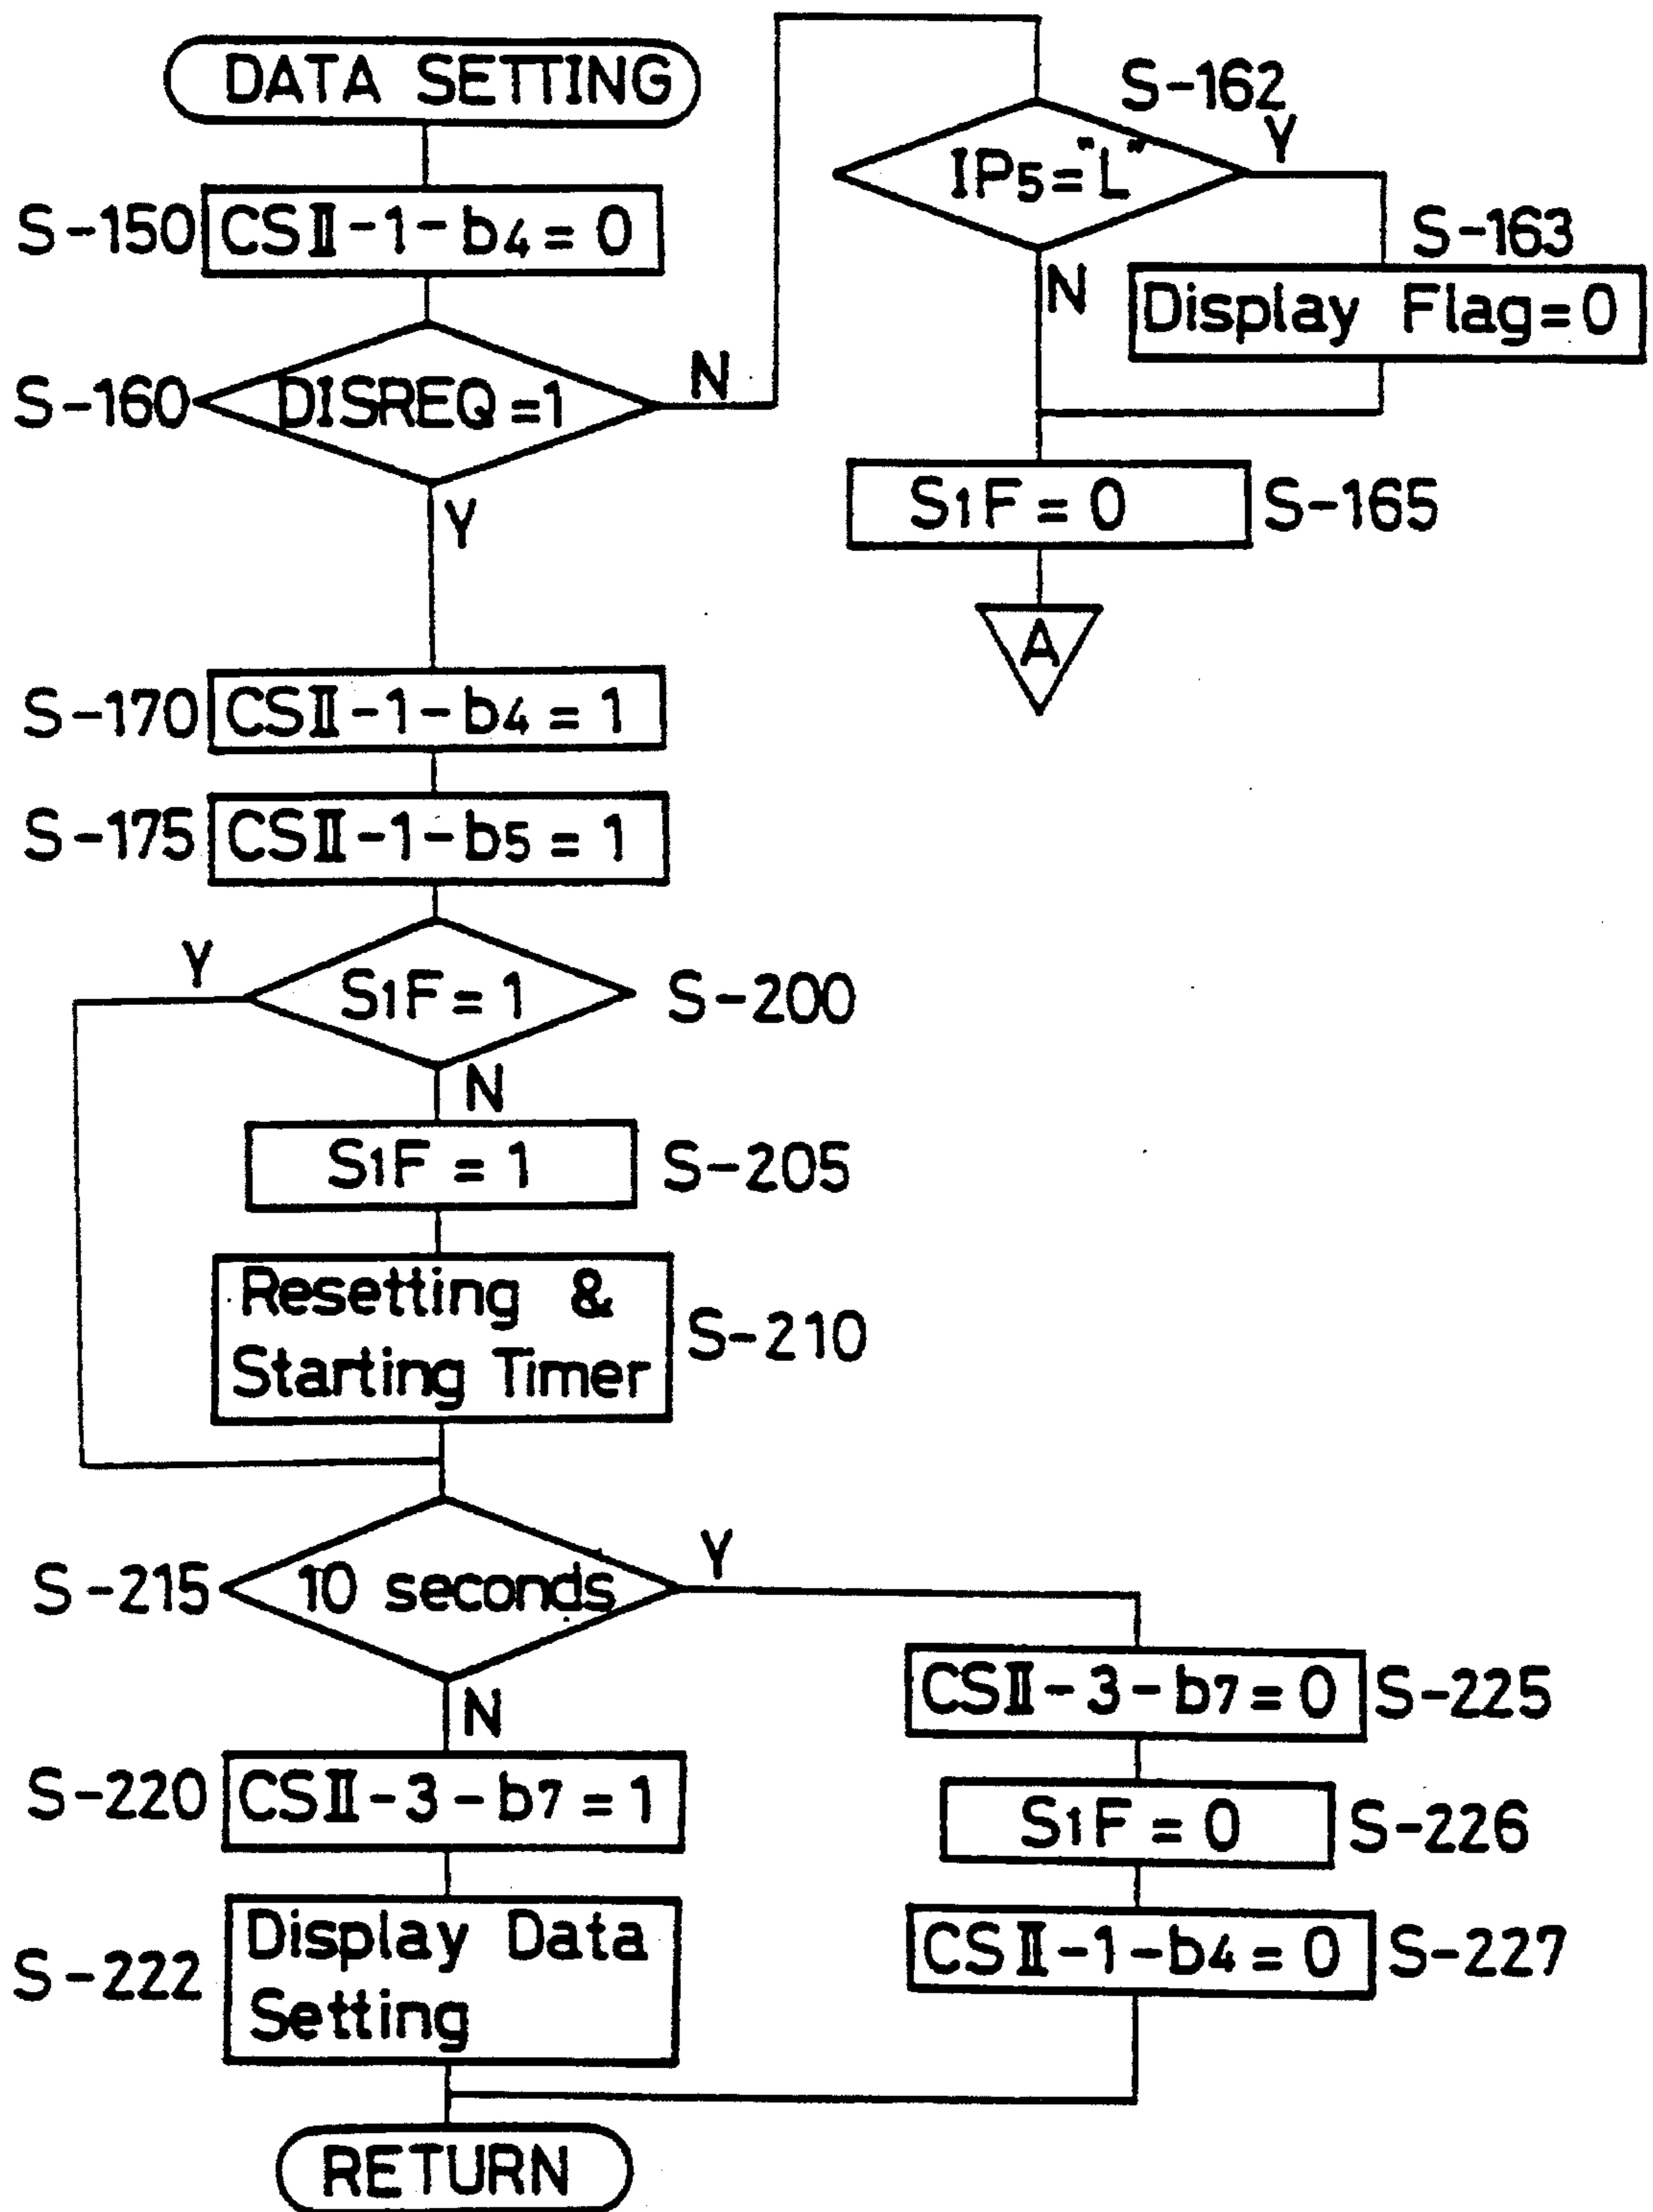 DATA SETTING
S-150 CSⅡ-1-b4=0
S-160 DISREQ=1
N
Y
S-162
IP5="L"
Y
N
S-163
Display Flag=0
S1F=0 S-165
A
S-170 CSⅡ-1-b4=1
S-175 CSⅡ-1-b5=1
Y
S1F=1 S-200
N
S1F=1 S-205
Resetting &
Starting Timer
S-210
S-215 10 seconds
Y
N
S-220 CSⅡ-3-b7=1
S-222
Display Data
Setting
CSⅡ-3-b7=0 S-225
S1F=0 S-226
CSⅡ-1-b4=0 S-227
RETURN